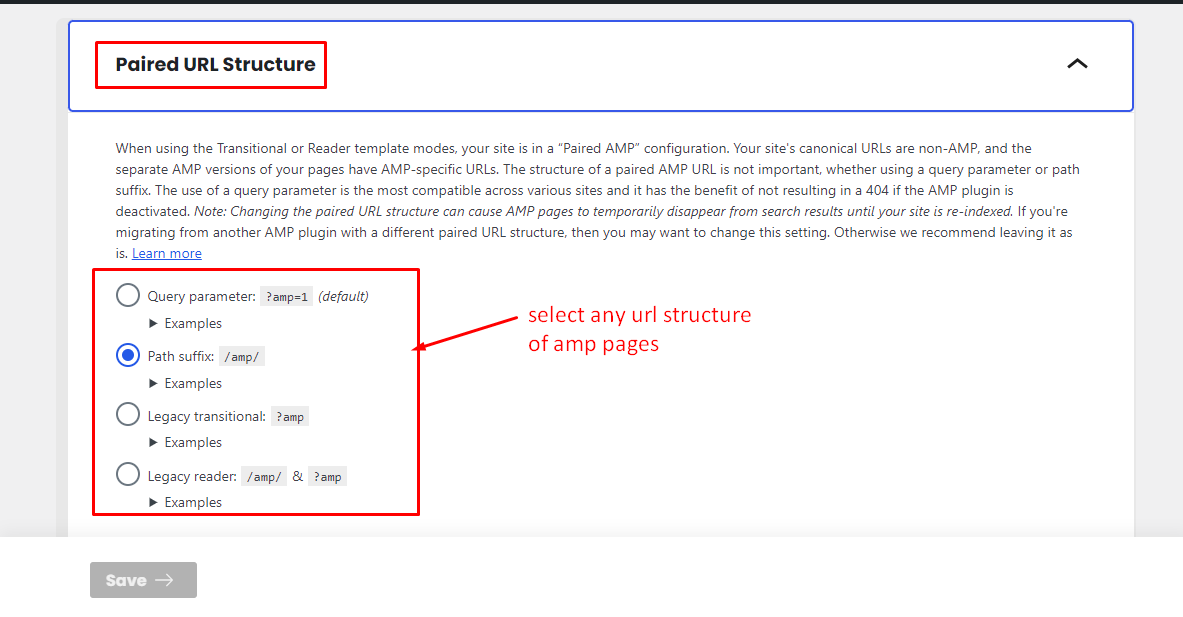 Paired URL Structure
When using the Transitional or Reader template modes, your site is in a “Paired AMP” configuration. Your site's canonical URLs are non-AMP, and the
separate AMP versions of your pages have AMP-specific URLs. The structure of a paired AMP URL is not important, whether using a query parameter or path
suffix. The use of a query parameter is the most compatible across various sites and it has the benefit of not resulting in a 404 if the AMP plugin is
deactivated. Note: Changing the paired URL structure can cause AMP pages to temporarily disappear from search results until your site is re-indexed. If you're
migrating from another AMP plugin with a different paired URL structure, then you may want to change this setting. Otherwise we recommend leaving it as
is. Learn more
Query parameter: ?amp=1 (default)
Examples
Path suffix: /amp/
Examples
Legacy transitional: ?amp
Examples
Legacy reader: /amp/ & ?amp
Examples
select any url structure
of amp pages
Save